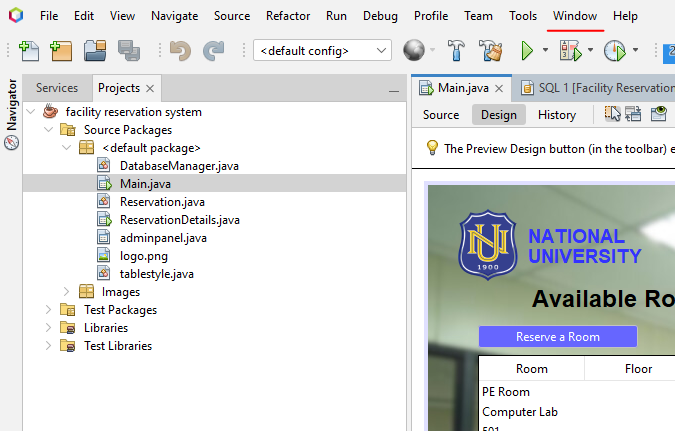 File Edit View Navigate Source Refactor Run Debug Profile Team Tools Window Help
<default config>
Navigator
Services Projects
Main.java SQL 1 [Facility Reservation
facility reservation system
Source Packages
<default package>
DatabaseManager.java
Main.java
Reservation.java
ReservationDetails.java
adminpanel.java
logo.png
tablestyle.java
Images
Test Packages
Libraries
Test Libraries
Source Design History
The Preview Design button (in the toolbar) e
NU
1900
NATIONAL
UNIVERSITY
Available Ro
Reserve a Room
Room Floor
PE Room
Computer Lab
501